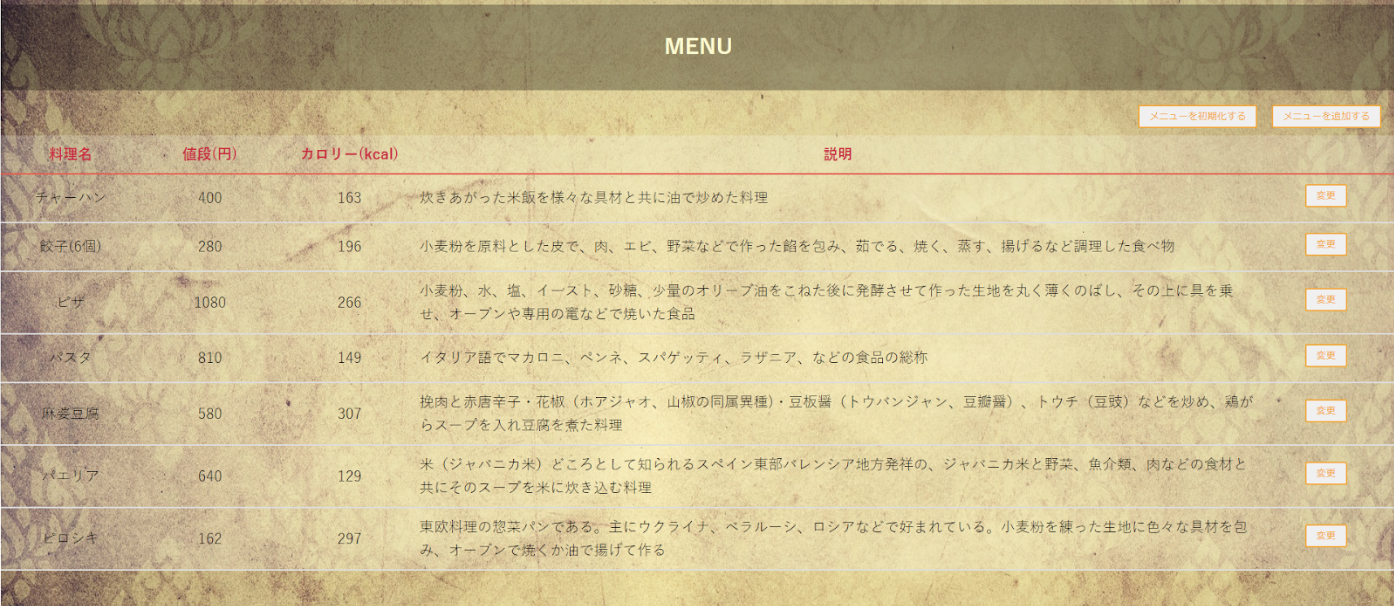 MENU
メニューを初期化する メニューを追加する
料理名 値段(円) カロリー(kcal) 説明
チャーハン 400 163 炊きあがった米飯を様々な具材と共に油で炒めた料理 変更
餃子(6個) 280 196 小麦粉を原料とした皮で、肉、エビ、野菜などで作った餡を包み、茹でる、焼く、蒸す、揚げるなど調理した食べ物 変更
ピザ 1080 266 小麦粉、水、塩、イースト、砂糖、少量のオリーブ油をこねた後に発酵させて作った生地を丸く薄くのばし、その上に具を乗
せ、オーブンや専用の竃などで焼いた食品 変更
パスタ 810 149 イタリア語でマカロニ、ペンネ、スパゲッティ、ラザニア、などの食品の総称 変更
麻婆豆腐 580 307 挽肉と赤唐辛子・花椒（ホアジャオ、山椒の同属異種)・豆板醤（トウバンジャン、豆瓣醤）、トウチ（豆豉）などを炒め、鶏が
らスープを入れ豆腐を煮た料理 変更
パエリア 640 129 米（ジャバニカ米）どころとして知られるスペイン東部バレンシア地方発祥の、ジャバニカ米と野菜、魚介類、肉などの食材と
共にそのスープを米に炊き込む料理 変更
ピロシキ 162 297 東欧料理の惣菜パンである。主にウクライナ、ベラルーシ、ロシアなどで好まれている。小麦粉を練った生地に色々な具材を包
み、オーブンで焼くか油で揚げて作る 変更